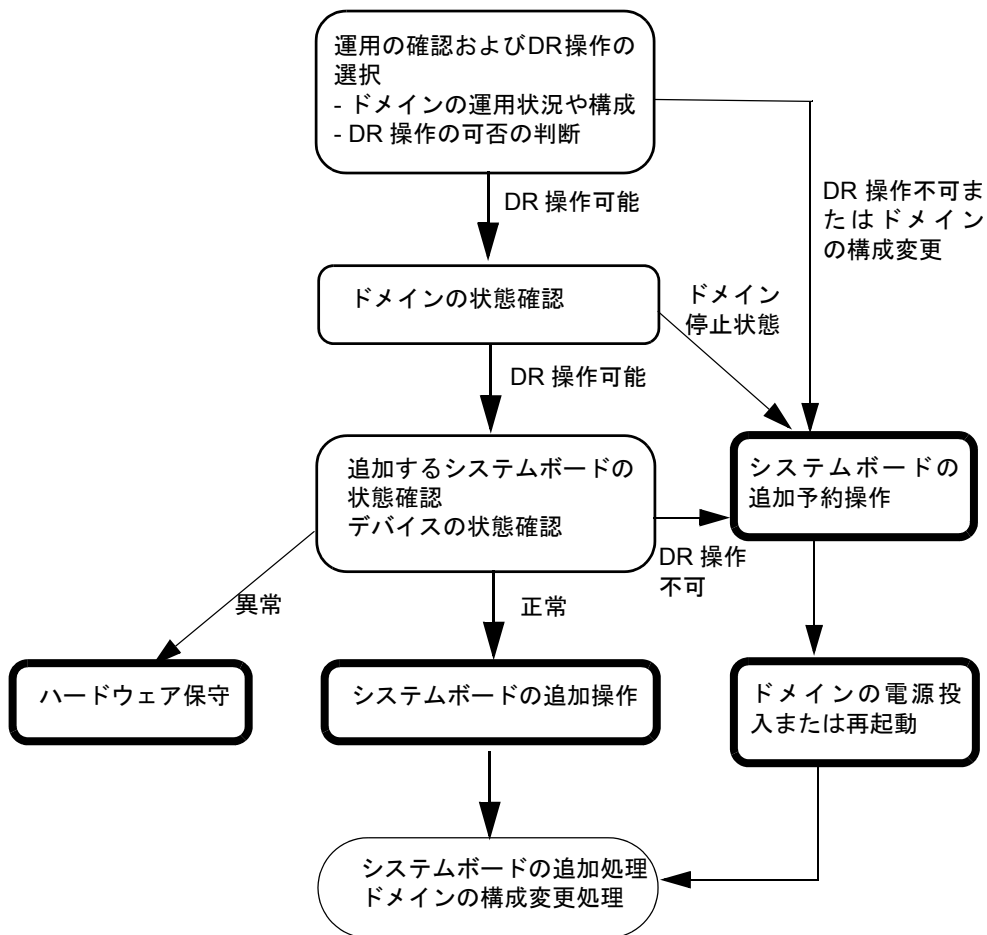 運用の確認およびDR操作の
選択
- ドメインの運用状況や構成
- DR 操作の可否の判断
DR 操作可能
DR 操作不可ま
たはドメイン
の構成変更
ドメインの状態確認
ドメイン
停止状態
DR 操作可能
追加するシステムボードの
状態確認
デバイスの状態確認
システムボードの
追加予約操作
DR 操作
不可
異常
正常
ハードウェア保守
システムボードの追加操作
ドメインの電源投
入または再起動
システムボードの追加処理
ドメインの構成変更処理